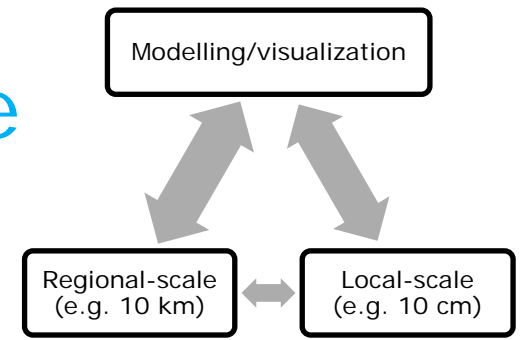 Modelling/visualization
e
Regional-scale
(e.g. 10 km)
Local-scale
(e.g. 10 cm)